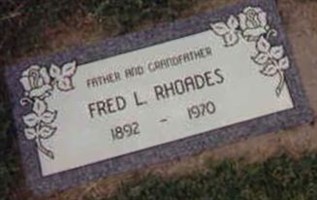 FATHER AND GRANDFATHER
FRED L. RHOADES
1892 - 1970